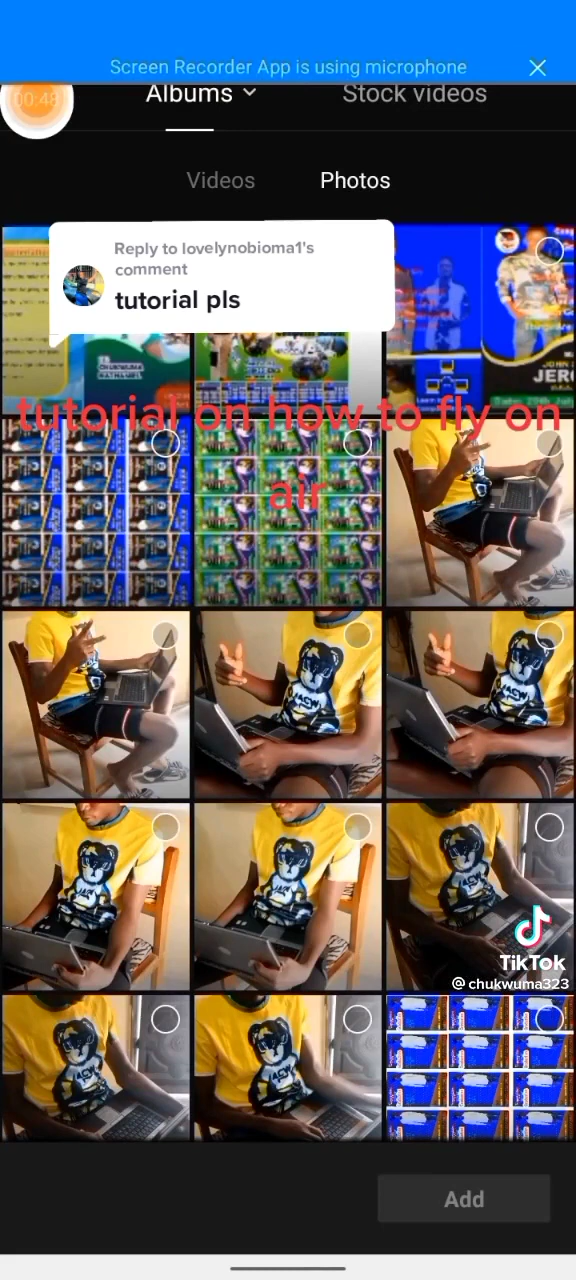 Screen Recorder App is using microphone
00:48
Albums
Stock videos
Videos
Photos
Reply to lovelynobioma1's
comment
tutorial pls
JER
tutorial on how to fly on
air
TikTok
@chukwuma323
Add